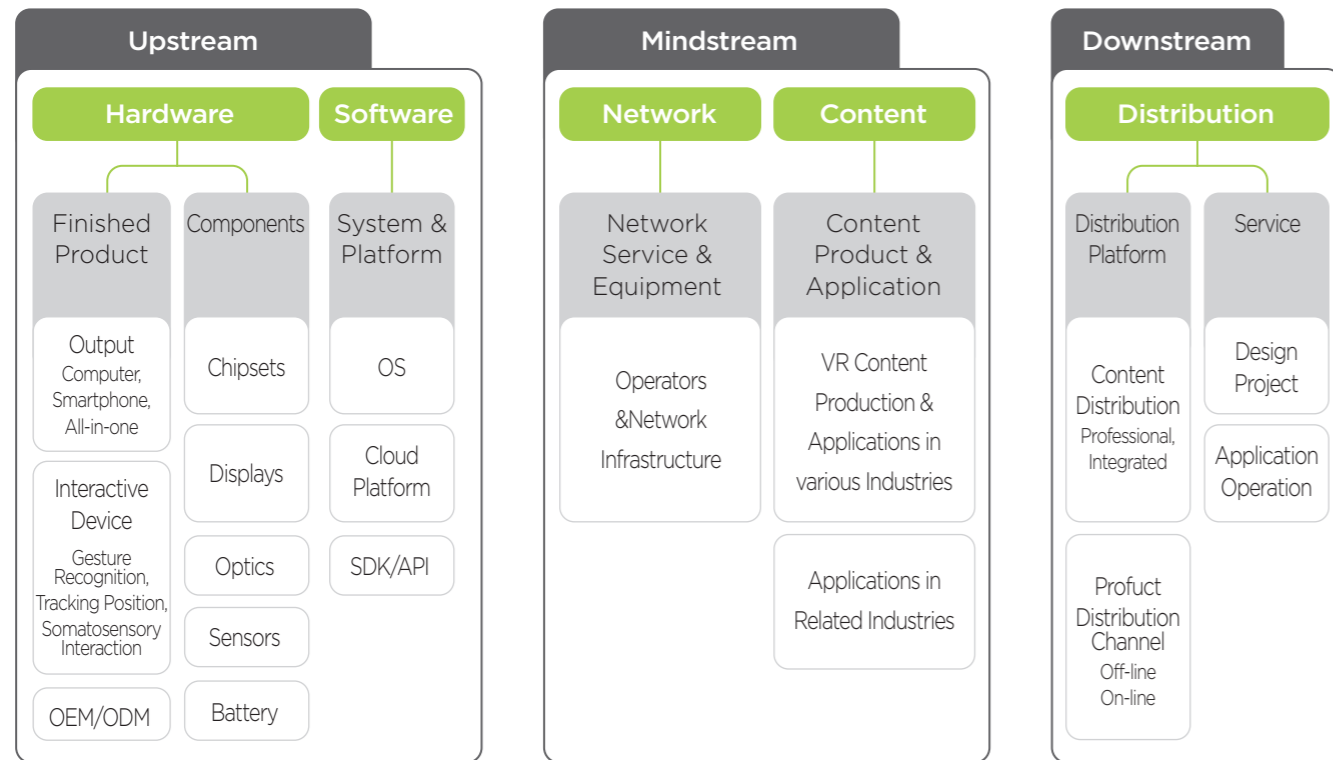 Upstream
Hardware
Software
Finished
Product
Components
System &
Platform
Output
Computer,
Smartphone,
All-in-one
Interactive
Device
Gesture
Recognition,
Tracking Position,
Somatosensory
Interaction
OEM/ODM
Chipsets
Displays
Optics
Sensors
Battery
OS
Cloud
Platform
SDK/API
Mindstream
Network
Content
Network
Service &
Equipment
Content
Product &
Application
Operators
&Network
Infrastructure
VR Content
Production &
Applications in
various Industries
Applications in
Related Industries
Downstream
Distribution
Distribution
Platform
Service
Content
Distribution
Professional,
Integrated
Profuct
Distribution
Channel
Off-line
On-line
Design
Project
Application
Operation